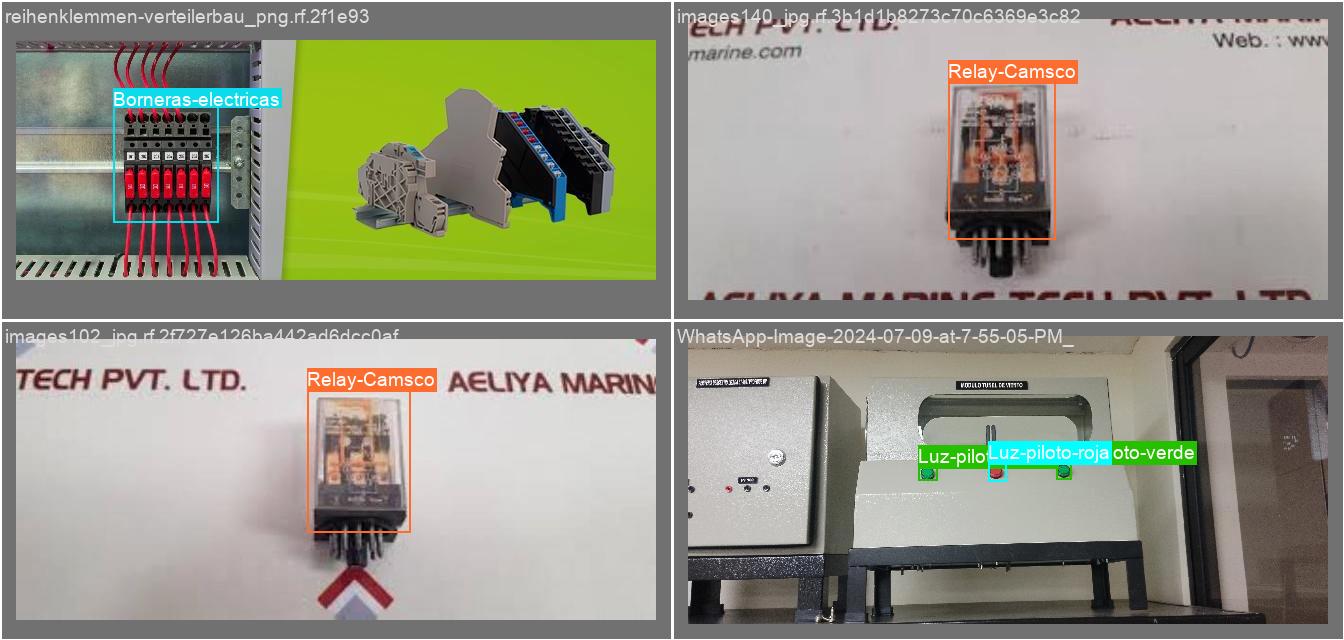 reihenklemmen-verteilerbau_png.rf.2f1e93
Borneras-electricas
images140_jpg.rf.3b1d1b8273c70c6369e3c82
marine.com
Web. : www
Relay-Camsco
AELIYA MARINE TECH PVT. LTD.
images102_jpg.rf.2f727e126ba442ad6dcc0af
TECH PVT. LTD.
AELIYA MARIN
Relay-Camsco
WhatsApp-Image-2024-07-09-at-7-55-05-PM_
MODULO TUNEL DE VIENTO
Luz-pilot
Luz-piloto-roja
oto-verde